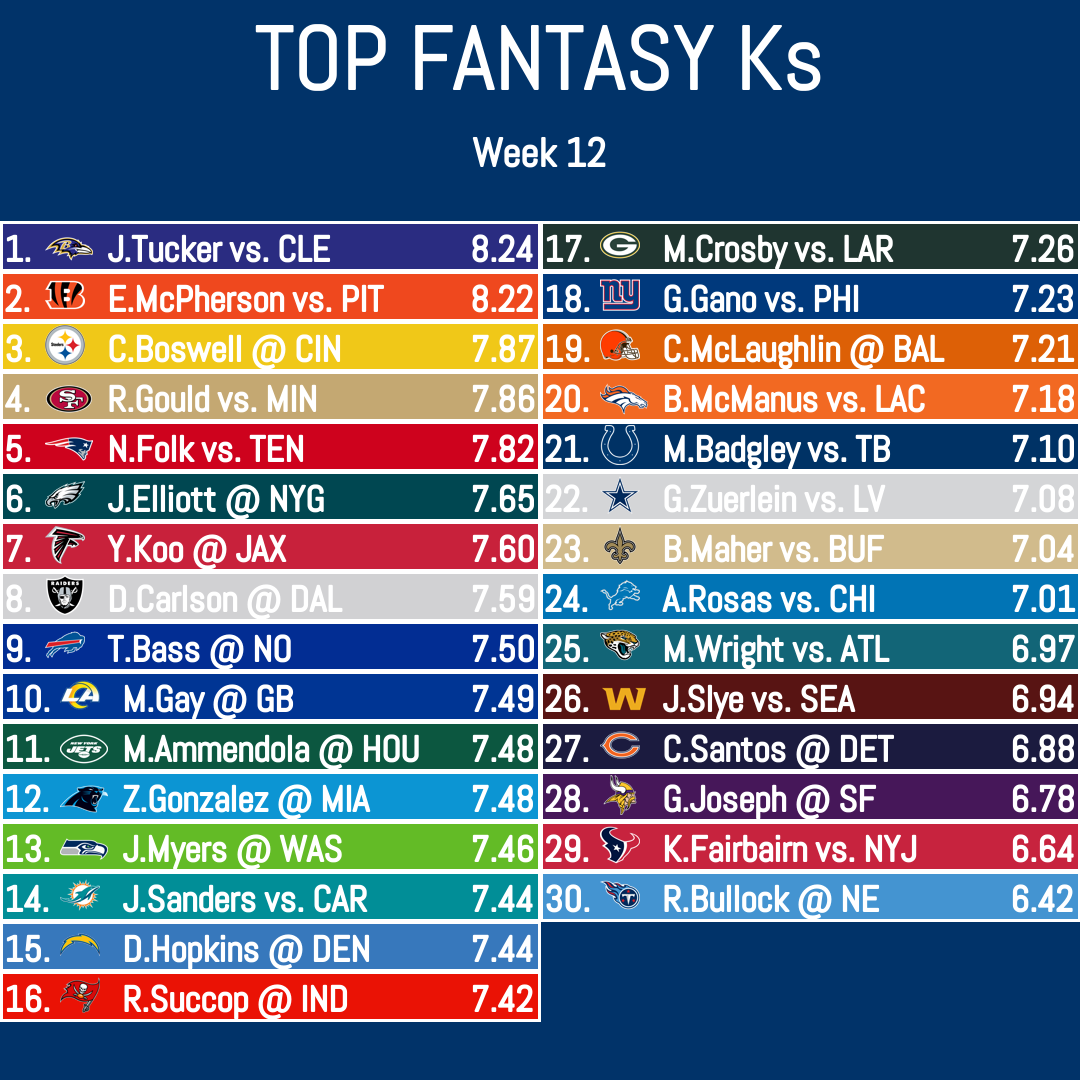 TOP FANTASY Ks
Week 12
1. J.Tucker vs. CLE 8.24
2. E.McPherson vs. PIT 8.22
3. C.Boswell @ CIN 7.87
4. R.Gould vs. MIN 7.86
5. N.Folk vs. TEN 7.82
6. J.Elliott @ NYG 7.65
7. Y.Koo @ JAX 7.60
8. D.Carlson @ DAL 7.59
9. T.Bass @ NO 7.50
10. M.Gay @ GB 7.49
11. M.Ammendola @ HOU 7.48
12. Z.Gonzalez @ MIA 7.48
13. J.Myers @ WAS 7.46
14. J.Sanders vs. CAR 7.44
15. D.Hopkins @ DEN 7.44
16. R.Succop @ IND 7.42
17. M.Crosby vs. LAR 7.26
18. G.Gano vs. PHI 7.23
19. C.McLaughlin @ BAL 7.21
20. B.McManus vs. LAC 7.18
21. M.Badgley vs. TB 7.10
22. G.Zuerlein vs. LV 7.08
23. B.Maher vs. BUF 7.04
24. A.Rosas vs. CHI 7.01
25. M.Wright vs. ATL 6.97
26. J.Slye vs. SEA 6.94
27. C.Santos @ DET 6.88
28. G.Joseph @ SF 6.78
29. K.Fairbairn vs. NYJ 6.64
30. R.Bullock @ NE 6.42